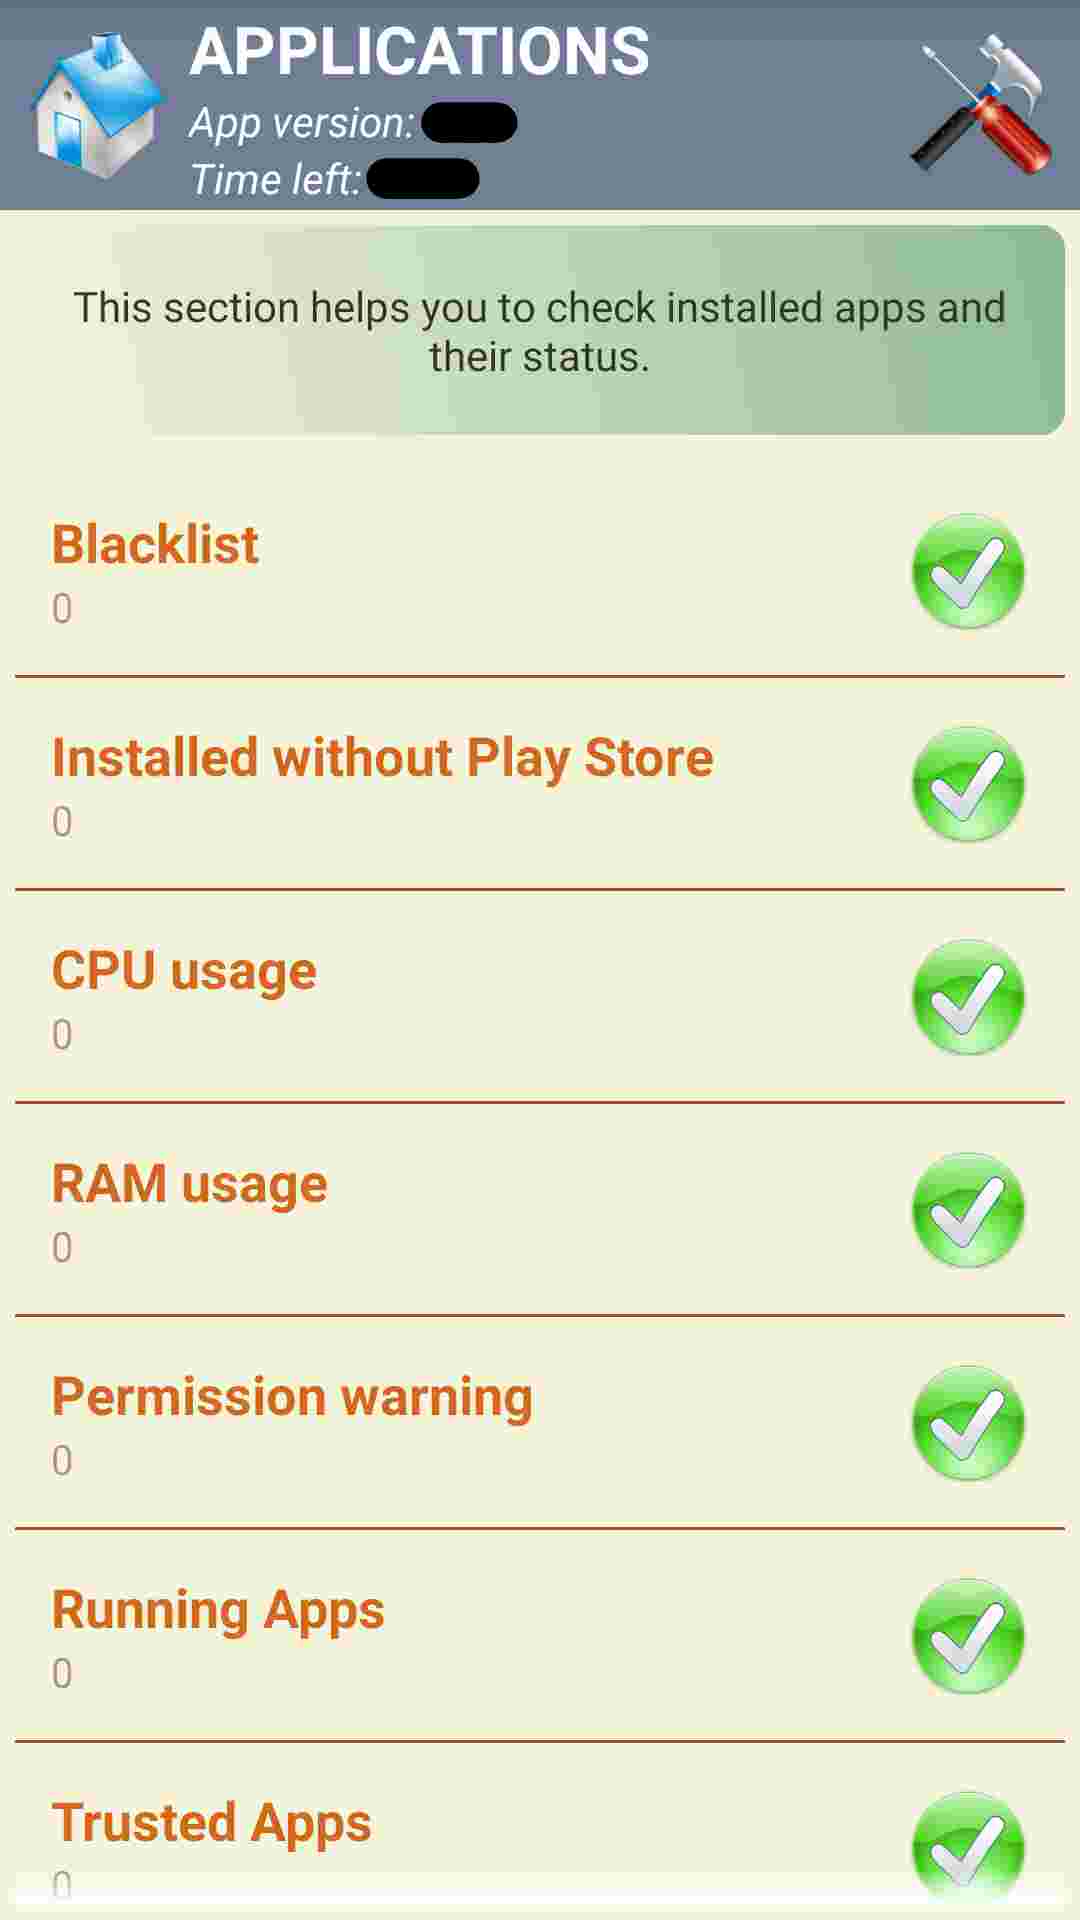 APPLICATIONS
App version:
Time left:
This section helps you to check installed apps and
their status.
Blacklist
0
Installed without Play Store
0
CPU usage
0
RAM usage
0
Permission warning
0
Running Apps
0
Trusted Apps
0